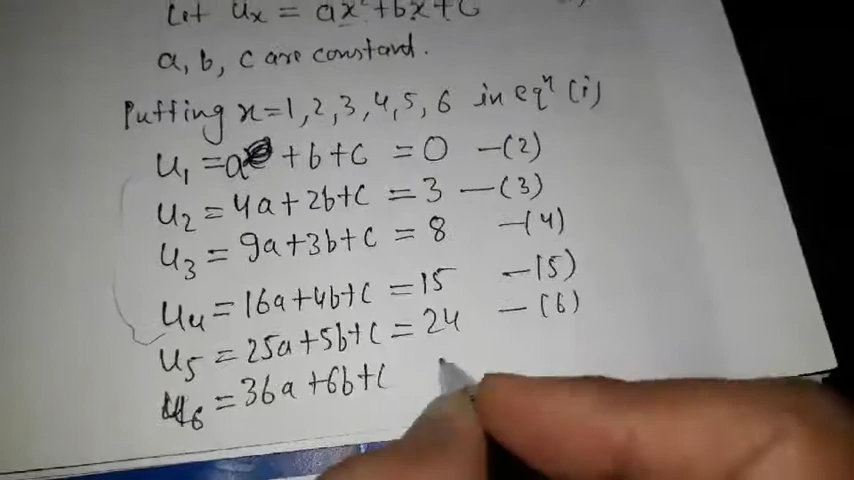 Let Ux = ax²+bx+C
a, b, c are constand.
Putting x=1,2,3,4,5,6 in eqⁿ (i)
U₁ = a +b+C = 0 —(2)
U₂ = 4a+2b+C = 3 —(3)
U₃ = 9a+3b+C = 8 —(4)
U₄ = 16a+4b+C = 15 —(5)
U₅ = 25a+5b+C = 24 —(6)
U₆ = 36a+6b+C